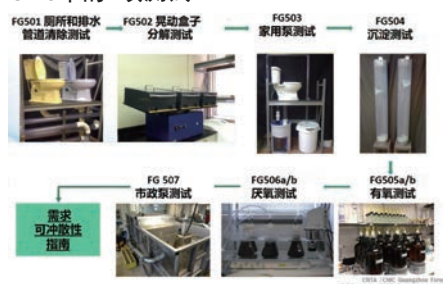 FG501 厕所和排水
管道清除测试
FG502 晃动盒子
分解测试
FG503
家用泵测试
FG504
沉淀测试
FG 507
市政泵测试
FG506a/b
厌氧测试
FG505a/b
有氧测试
需求
可冲散性
指南